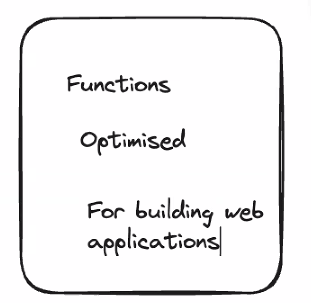 Functions
Optimised
For building web
applications